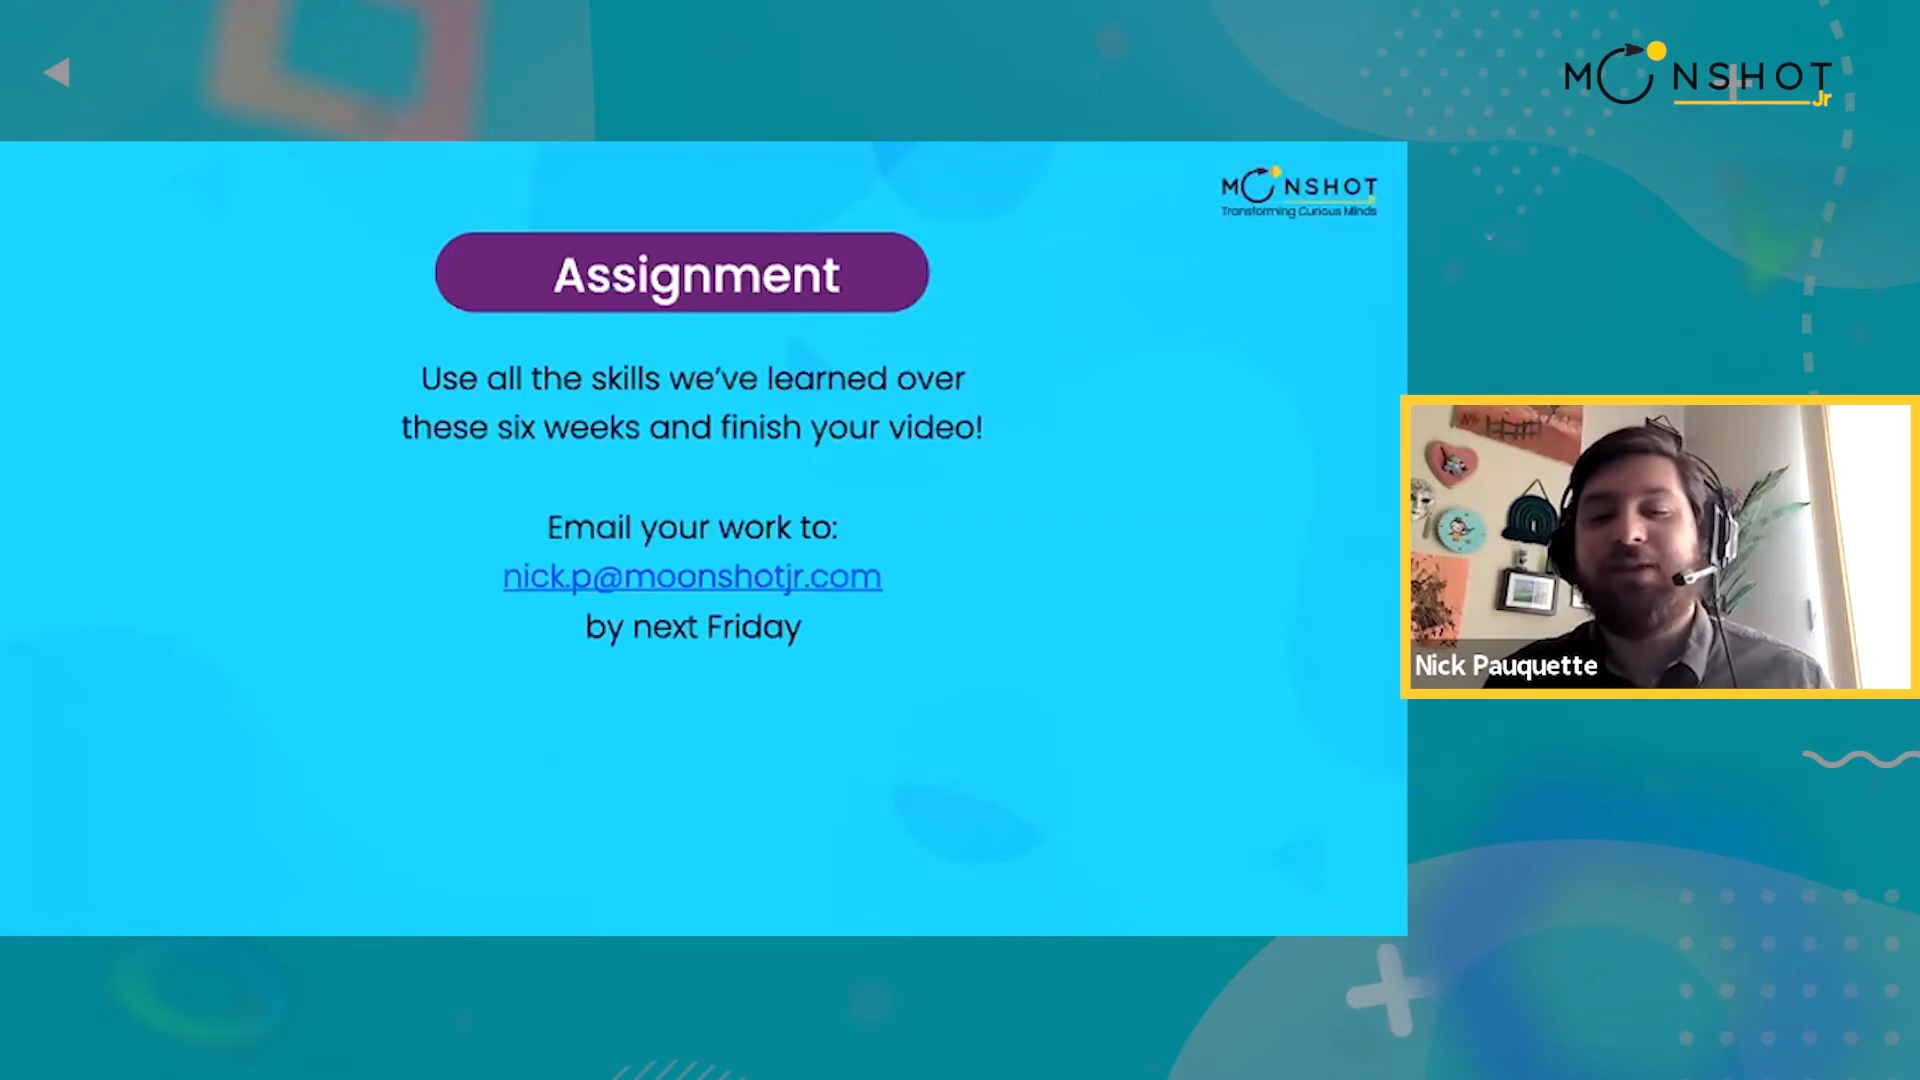 MOONSHOT
Jr
MOONSHOT
Jr
Transforming Curious Minds
Assignment
Use all the skills we’ve learned over
these six weeks and finish your video!
Email your work to:
nick.p@moonshotjr.com
by next Friday
Nick Pauquette